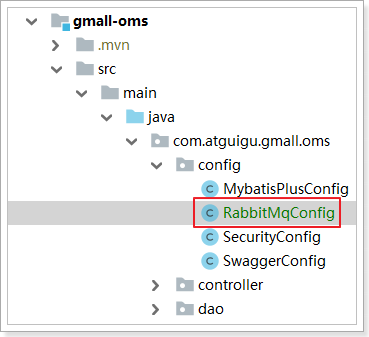 gmall-oms
.mvn
src
main
java
com.atguigu.gmall.oms
config
MybatisPlusConfig
RabbitMqConfig
SecurityConfig
SwaggerConfig
controller
dao